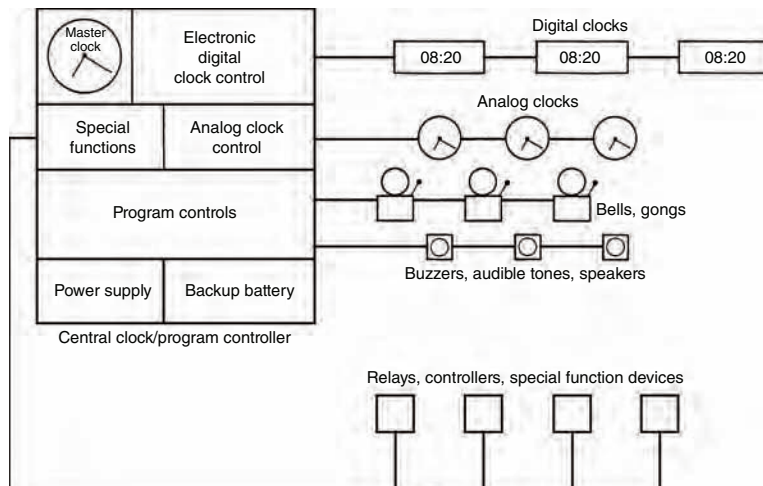 Master
clock
Electronic
digital
clock control
Digital clocks
08:20
08:20
08:20
Special
functions
Analog clock
control
Analog clocks
Program controls
Bells, gongs
Buzzers, audible tones, speakers
Power supply
Backup battery
Central clock/program controller
Relays, controllers, special function devices